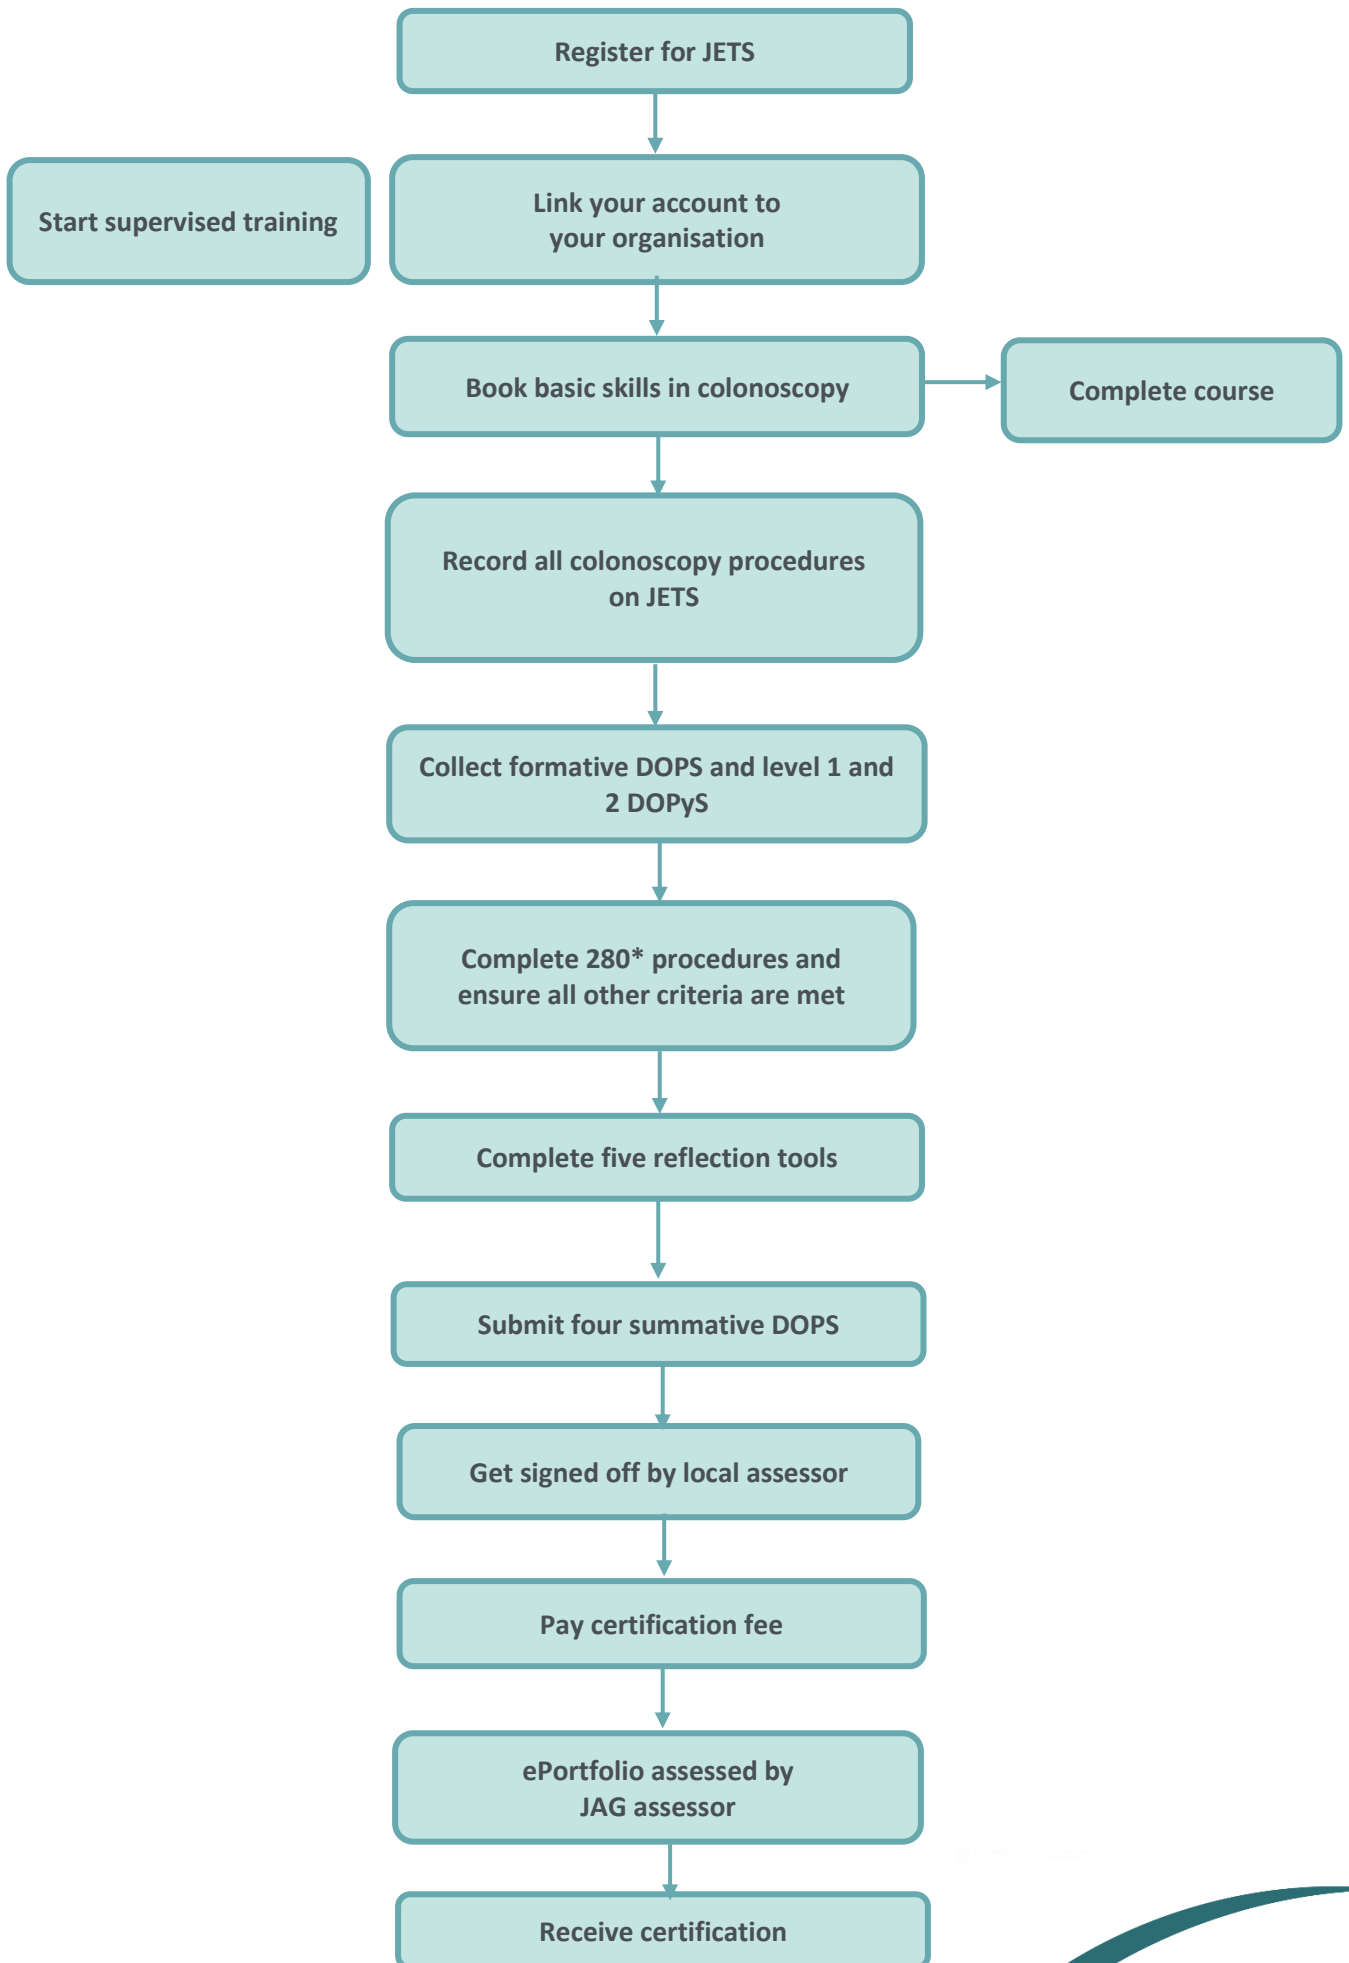 Register for JETS
Start supervised training
Link your account to
your organisation
Book basic skills in colonoscopy
Complete course
Record all colonoscopy procedures
on JETS
Collect formative DOPS and level 1 and
2 DOPyS
Complete 280* procedures and
ensure all other criteria are met
Complete five reflection tools
Submit four summative DOPS
Get signed off by local assessor
Pay certification fee
ePortfolio assessed by
JAG assessor
Receive certification